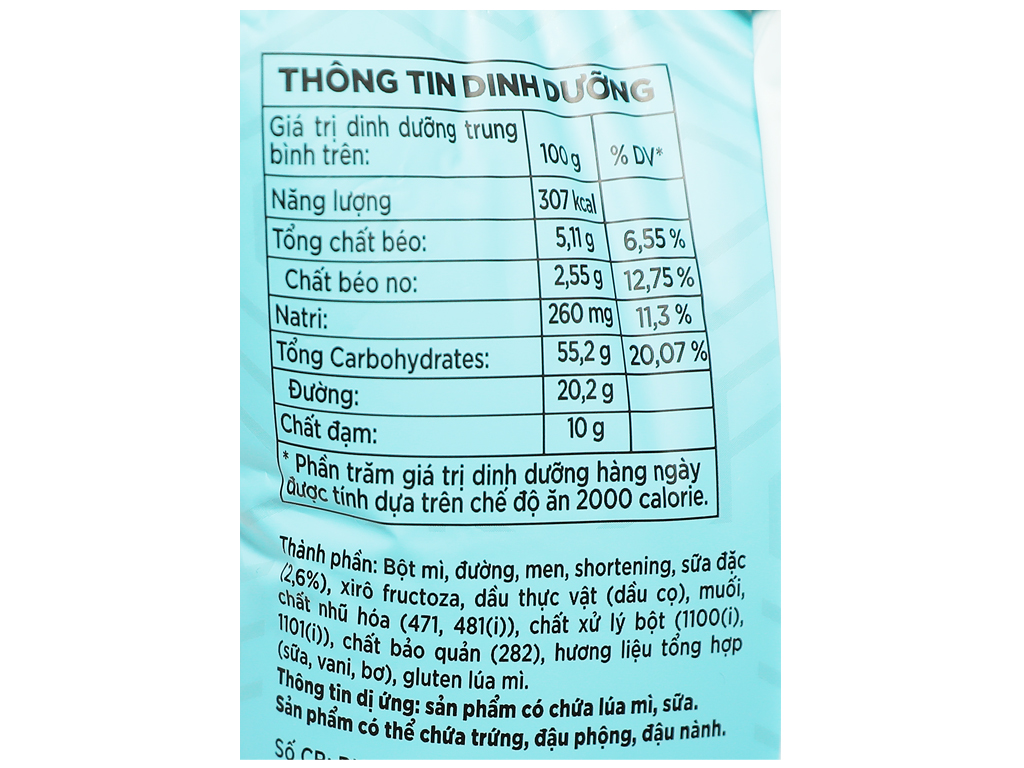 THÔNG TIN DINH DƯỠNG
Giá trị dinh dưỡng trung
bình trên:
100g
% DV*
Năng lượng 307 kcal
Tổng chất béo: 5,11 g 6,55 %
Chất béo no: 2,55 g 12,75 %
Natri: 260 mg 11,3 %
Tổng Carbohydrates: 55,2 g 20,07 %
Đường: 20,2 g
Chất đạm: 10 g
* Phần trăm giá trị dinh dưỡng hàng ngày
được tính dựa trên chế độ ăn 2000 calorie.
Thành phần: Bột mì, đường, men, shortening, sữa đặc
(2,6%), xirô fructoza, dầu thực vật (dầu cọ), muối,
chất nhũ hóa (471, 481(i)), chất xử lý bột (1100(i),
1101(i)), chất bảo quản (282), hương liệu tổng hợp
(sữa, vani, bơ), gluten lúa mì.
Thông tin dị ứng: sản phẩm có chứa lúa mì, sữa.
Sản phẩm có thể chứa trứng, đậu phộng, đậu nành.
Số